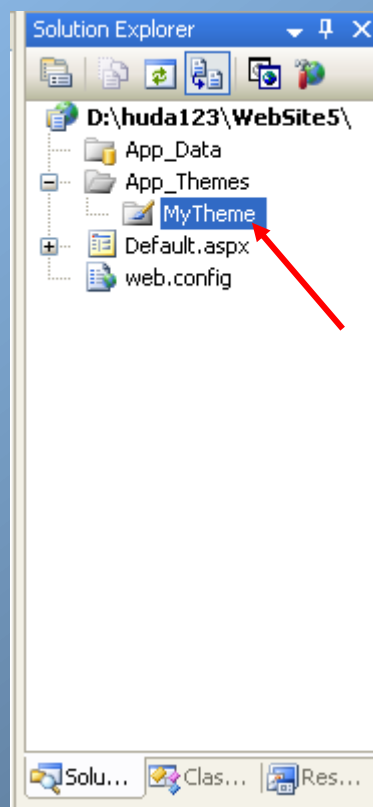 Solution Explorer
D:\huda123\WebSite5\
App_Data
App_Themes
MyTheme
Default.aspx
web.config
Solu... Clas... Res...